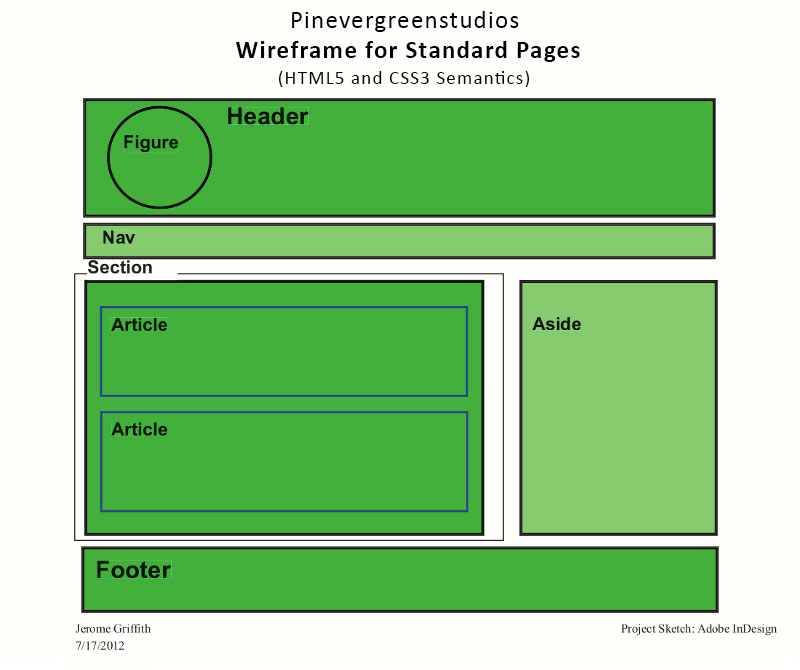 Pinevergreenstudios
Wireframe for Standard Pages
(HTML5 and CSS3 Semantics)
Header
Figure
Nav
Section
Article
Article
Aside
Footer
Jerome Griffith
7/17/2012
Project Sketch: Adobe InDesign